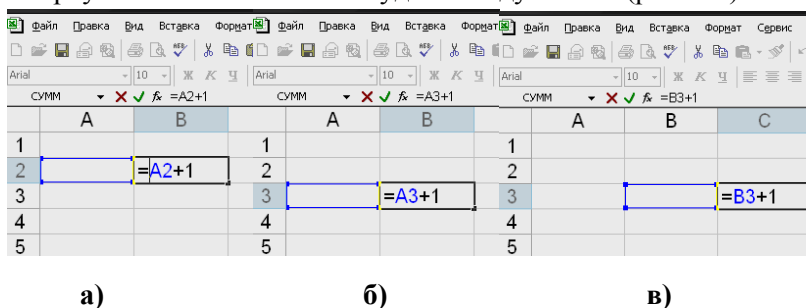 Файл Правка Вид Вставка Формат
Arial 10 Ж К Ч
СУММ fx =A2+1
A B
1
2 =A2+1
3
4
5
Файл Правка Вид Вставка Формат
Arial 10 Ж К Ч
СУММ fx =A3+1
A B
1
2
3 =A3+1
4
5
Файл Правка Вид Вставка Формат Сервис
Arial 10 Ж К Ч
СУММ fx =B3+1
A B C
1
2
3 =B3+1
4
5
а) б) в)